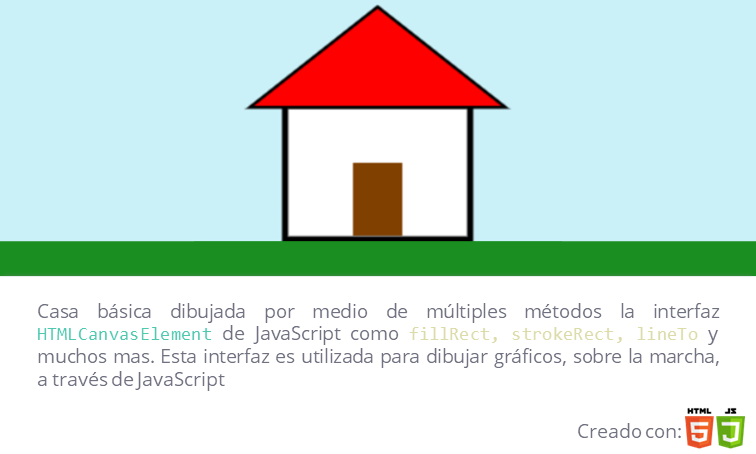 Casa básica dibujada por medio de múltiples métodos la interfaz
HTMLCanvasElement de JavaScript como fillRect, strokeRect, lineTo y
muchos mas. Esta interfaz es utilizada para dibujar gráficos, sobre la marcha,
a través de JavaScript
HTML JS
Creado con: 5 J